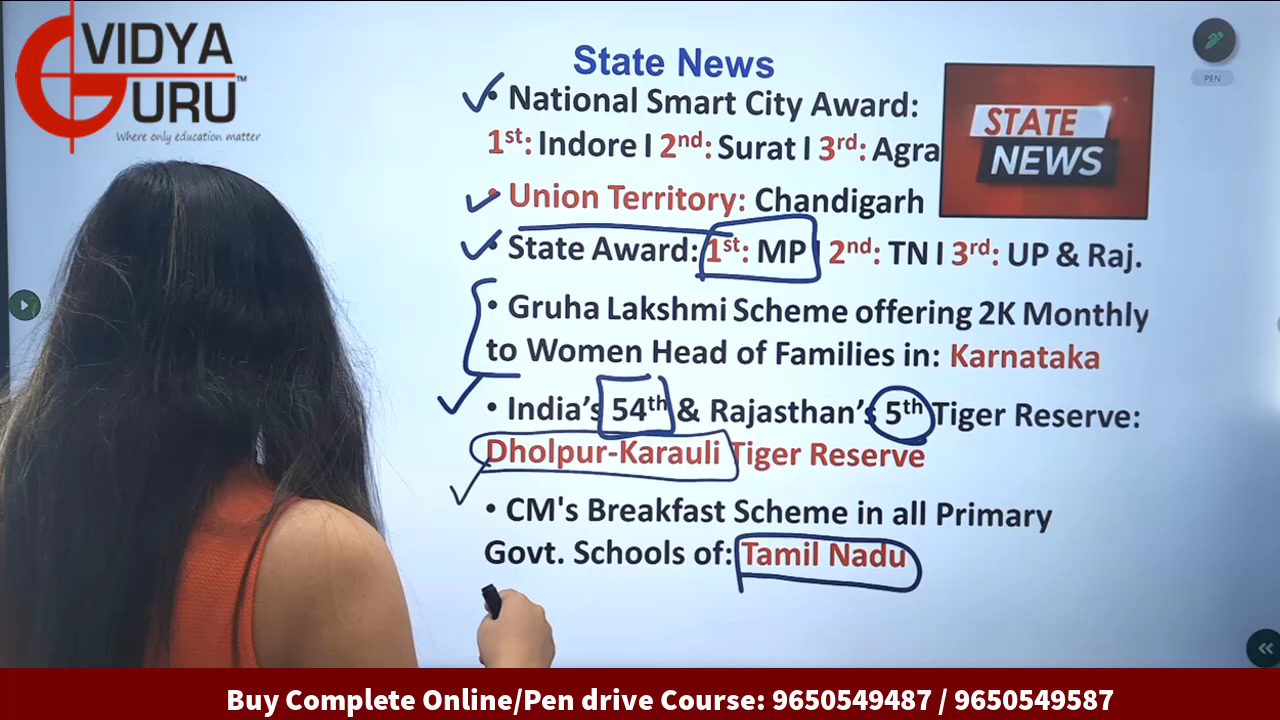 VIDYA
GURU™
Where only education matter
State News
PEN
• National Smart City Award:
1st: Indore I 2nd: Surat I 3rd: Agra
STATE
NEWS
• Union Territory: Chandigarh
• State Award: 1st: MP I 2nd: TN I 3rd: UP & Raj.
• Gruha Lakshmi Scheme offering 2K Monthly
to Women Head of Families in: Karnataka
• India's 54th & Rajasthan's 5th Tiger Reserve:
Dholpur-Karauli Tiger Reserve
• CM's Breakfast Scheme in all Primary
Govt. Schools of: Tamil Nadu
Buy Complete Online/Pen drive Course: 9650549487 / 9650549587